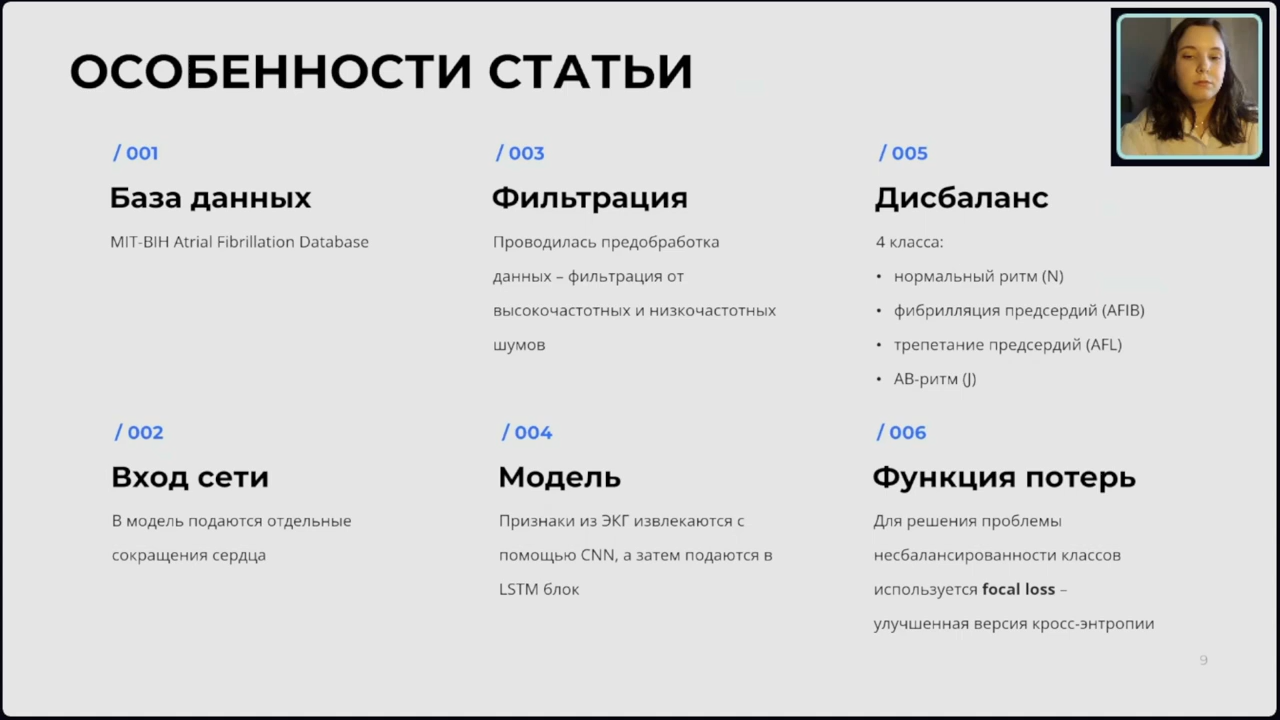 ОСОБЕННОСТИ СТАТЬИ
/ 001
База данных
MIT-BIH Atrial Fibrillation Database
/ 002
Вход сети
В модель подаются отдельные
сокращения сердца
/ 003
Фильтрация
Проводилась предобработка
данных – фильтрация от
высокочастотных и низкочастотных
шумов
/ 004
Модель
Признаки из ЭКГ извлекаются с
помощью CNN, а затем подаются в
LSTM блок
/ 005
Дисбаланс
4 класса:
• нормальный ритм (N)
• фибрилляция предсердий (AFIB)
• трепетание предсердий (AFL)
• АВ-ритм (J)
/ 006
Функция потерь
Для решения проблемы
несбалансированности классов
используется focal loss –
улучшенная версия кросс-энтропии
9